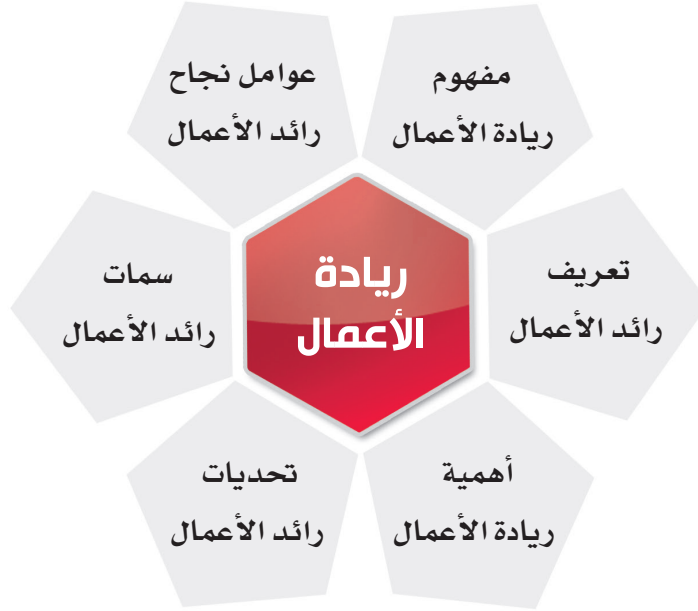 ريادة
الأعمال
مفهوم
ريادة الأعمال
تعريف
رائد الأعمال
أهمية
ريادة الأعمال
تحديات
رائد الأعمال
سمات
رائد الأعمال
عوامل نجاح
رائد الأعمال